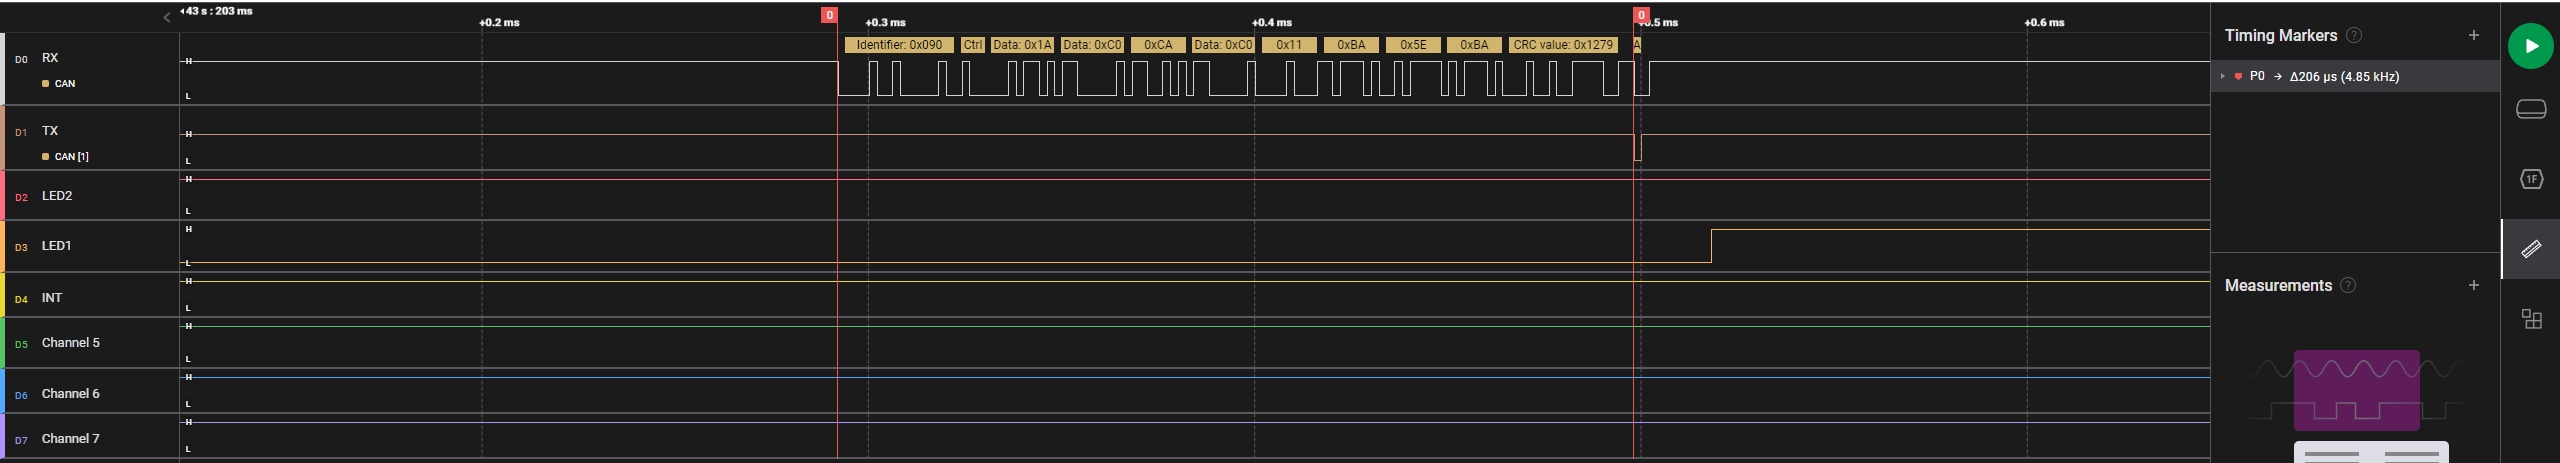 43 s : 203 ms
+0.2 ms
0
+0.3 ms
+0.4 ms
0
+0.5 ms
+0.6 ms
D0 RX
CAN
H
L
Identifier: 0x090 Ctrl Data: 0x1A Data: 0xC0 0xCA Data: 0xC0 0x11 0xBA 0x5E 0xBA CRC value: 0x1279 A
D1 TX
CAN [1]
H
L
D2 LED2
H
L
D3 LED1
H
L
D4 INT
H
L
D5 Channel 5
H
L
D6 Channel 6
H
L
D7 Channel 7
H
L
Timing Markers ? +
P0 → Δ206 µs (4.85 kHz)
Measurements ? +
1F